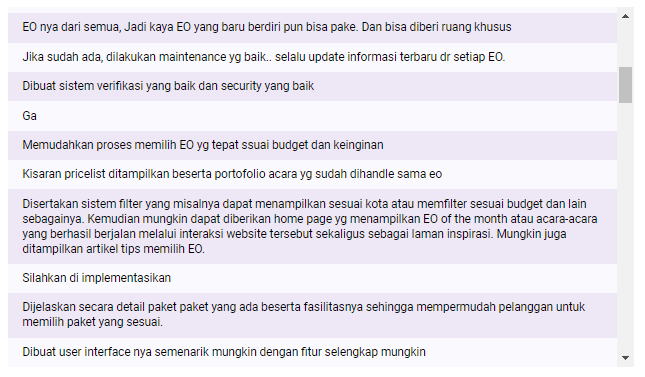 EO nya dari semua, Jadi kaya EO yang baru berdiri pun bisa pake. Dan bisa diberi ruang khusus
Jika sudah ada, dilakukan maintenance yg baik.. selalu update informasi terbaru dr setiap EO.
Dibuat sistem verifikasi yang baik dan security yang baik
Ga
Memudahkan proses memilih EO yg tepat ssuai budget dan keinginan
Kisaran pricelist ditampilkan beserta portofolio acara yg sudah dihandle sama eo
Disertakan sistem filter yang misalnya dapat menampilkan sesuai kota atau memfilter sesuai budget dan lain
sebagainya. Kemudian mungkin dapat diberikan home page yg menampilkan EO of the month atau acara-acara
yang berhasil berjalan melalui interaksi website tersebut sekaligus sebagai laman inspirasi. Mungkin juga
ditampilkan artikel tips memilih EO.
Silahkan di implementasikan
Dijelaskan secara detail paket paket yang ada beserta fasilitasnya sehingga mempermudah pelanggan untuk
memilih paket yang sesuai.
Dibuat user interface nya semenarik mungkin dengan fitur selengkap mungkin